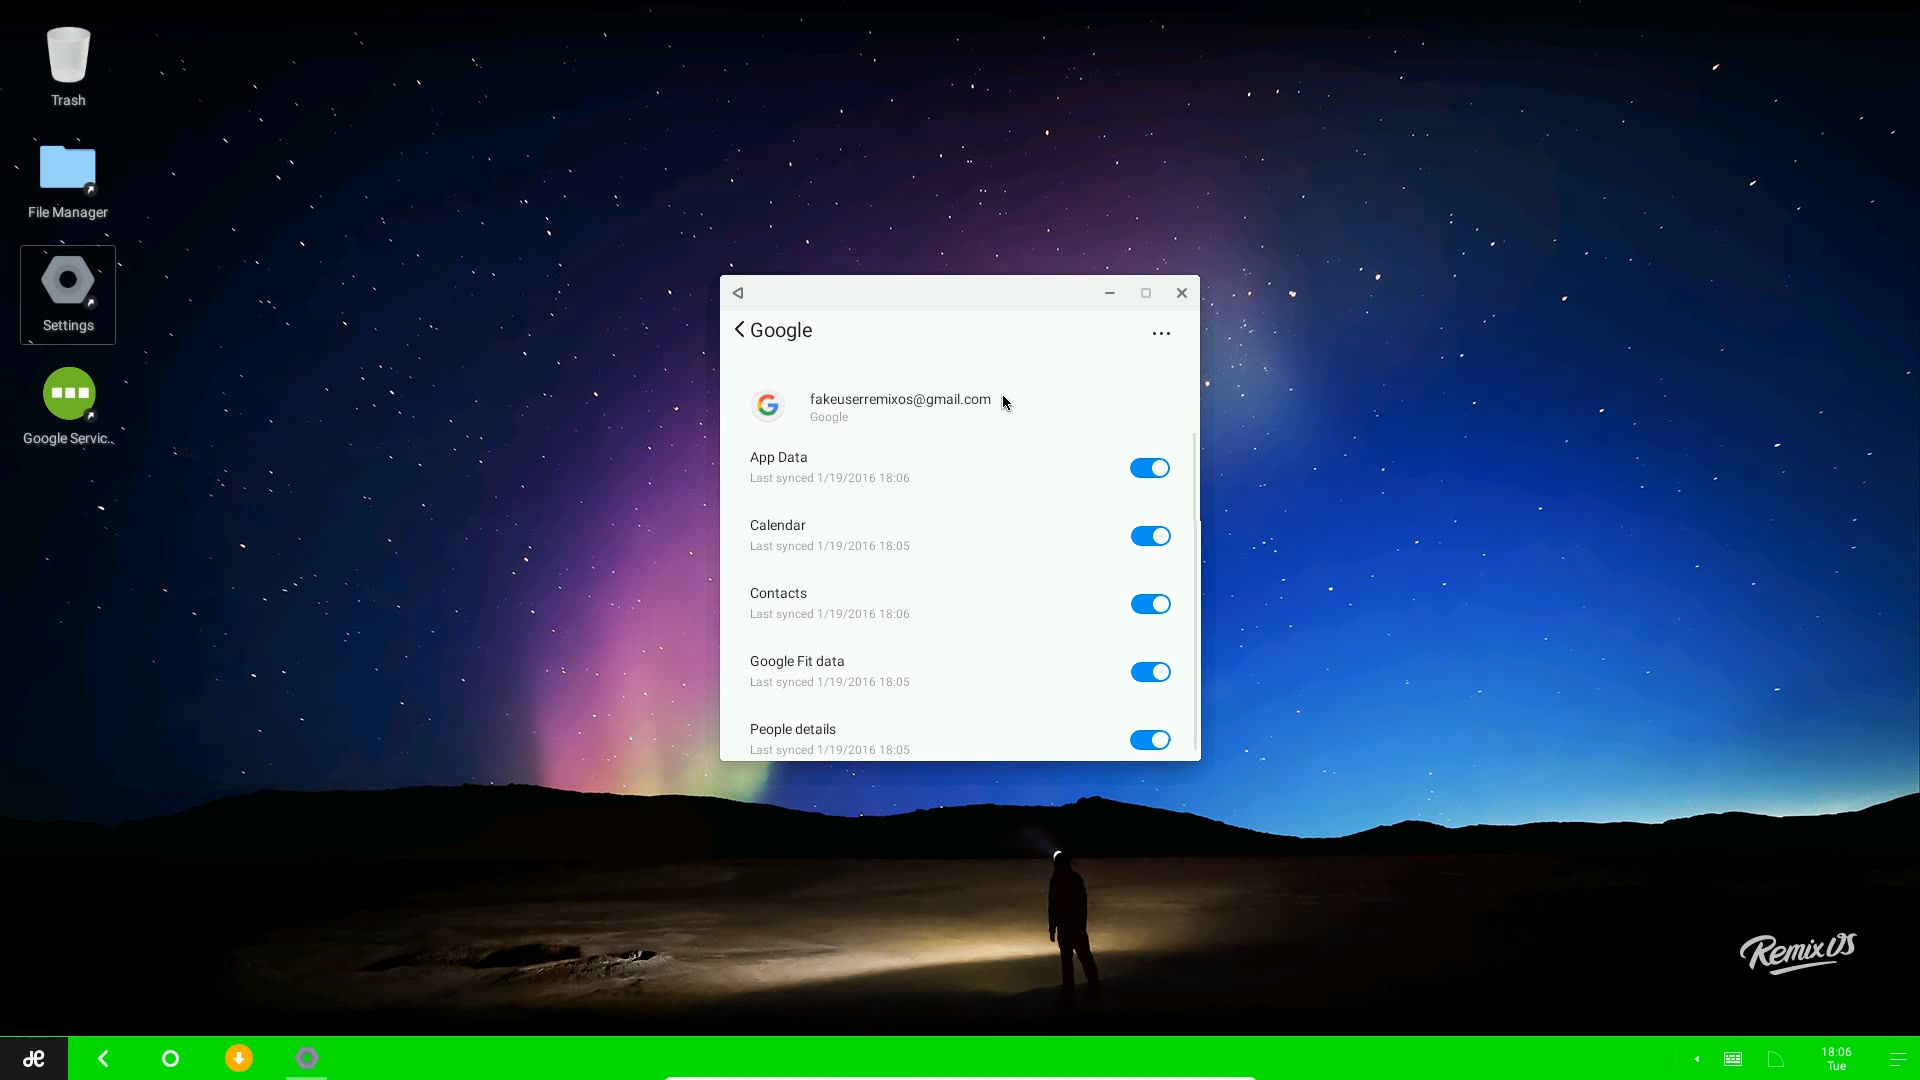 Trash
File Manager
Settings
Google Servic..
Google
fakeuserremixos@gmail.com
Google
App Data
Last synced 1/19/2016 18:06
Calendar
Last synced 1/19/2016 18:05
Contacts
Last synced 1/19/2016 18:06
Google Fit data
Last synced 1/19/2016 18:05
People details
Last synced 1/19/2016 18:05
Remix OS
18:06
Tue